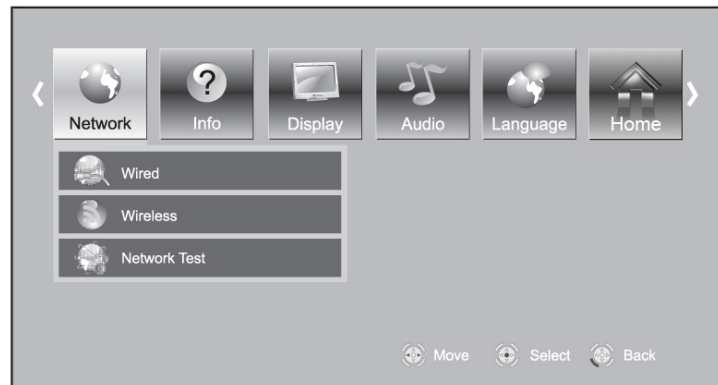 Network Info Display Audio Language Home
Wired
Wireless
Network Test
Move Select Back